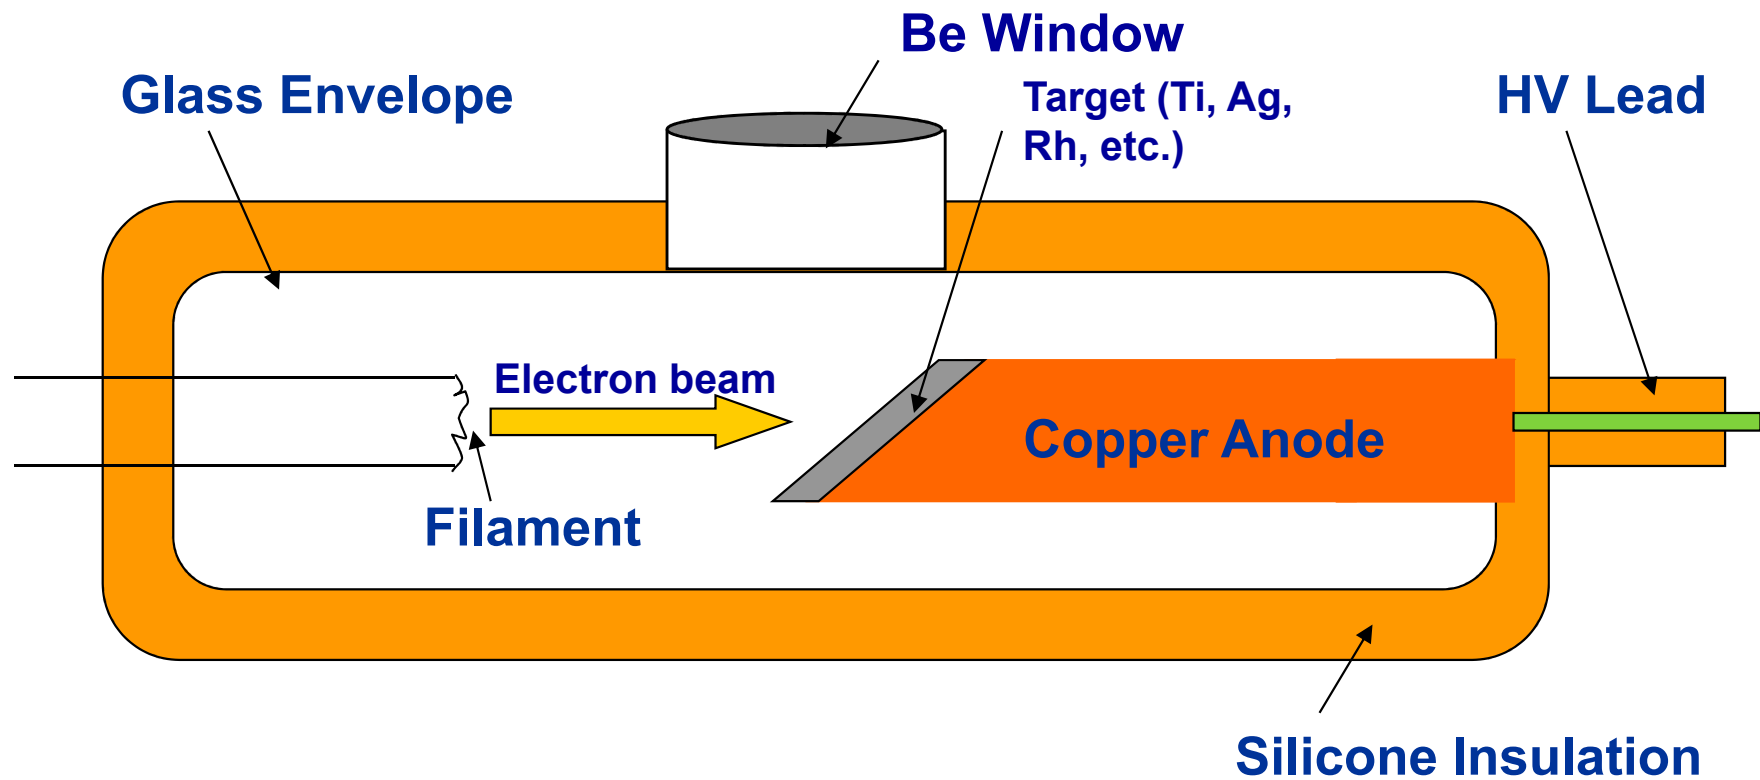 Be Window
Glass Envelope
Target (Ti, Ag,
Rh, etc.)
HV Lead
Electron beam
Copper Anode
Filament
Silicone Insulation